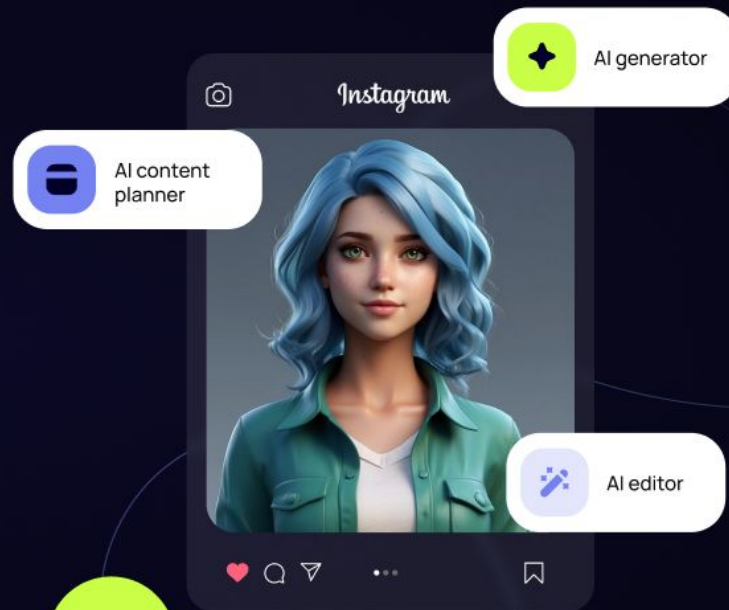 AI generator
Instagram
AI content
planner
AI editor